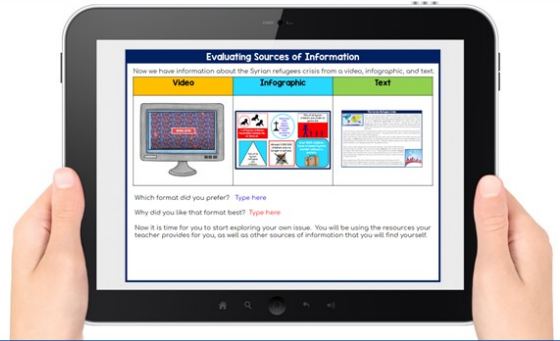 Evaluating Sources of Information
Now we have information about the Syrian refugees crisis from a video, infographic, and text.
Video Infographic Text
Which format did you prefer? Type here
Why did you like that format best? Type here
Now it is time for you to start exploring your own issue. You will be using the resources your
teacher provides for you, as well as other sources of information that you will find yourself.